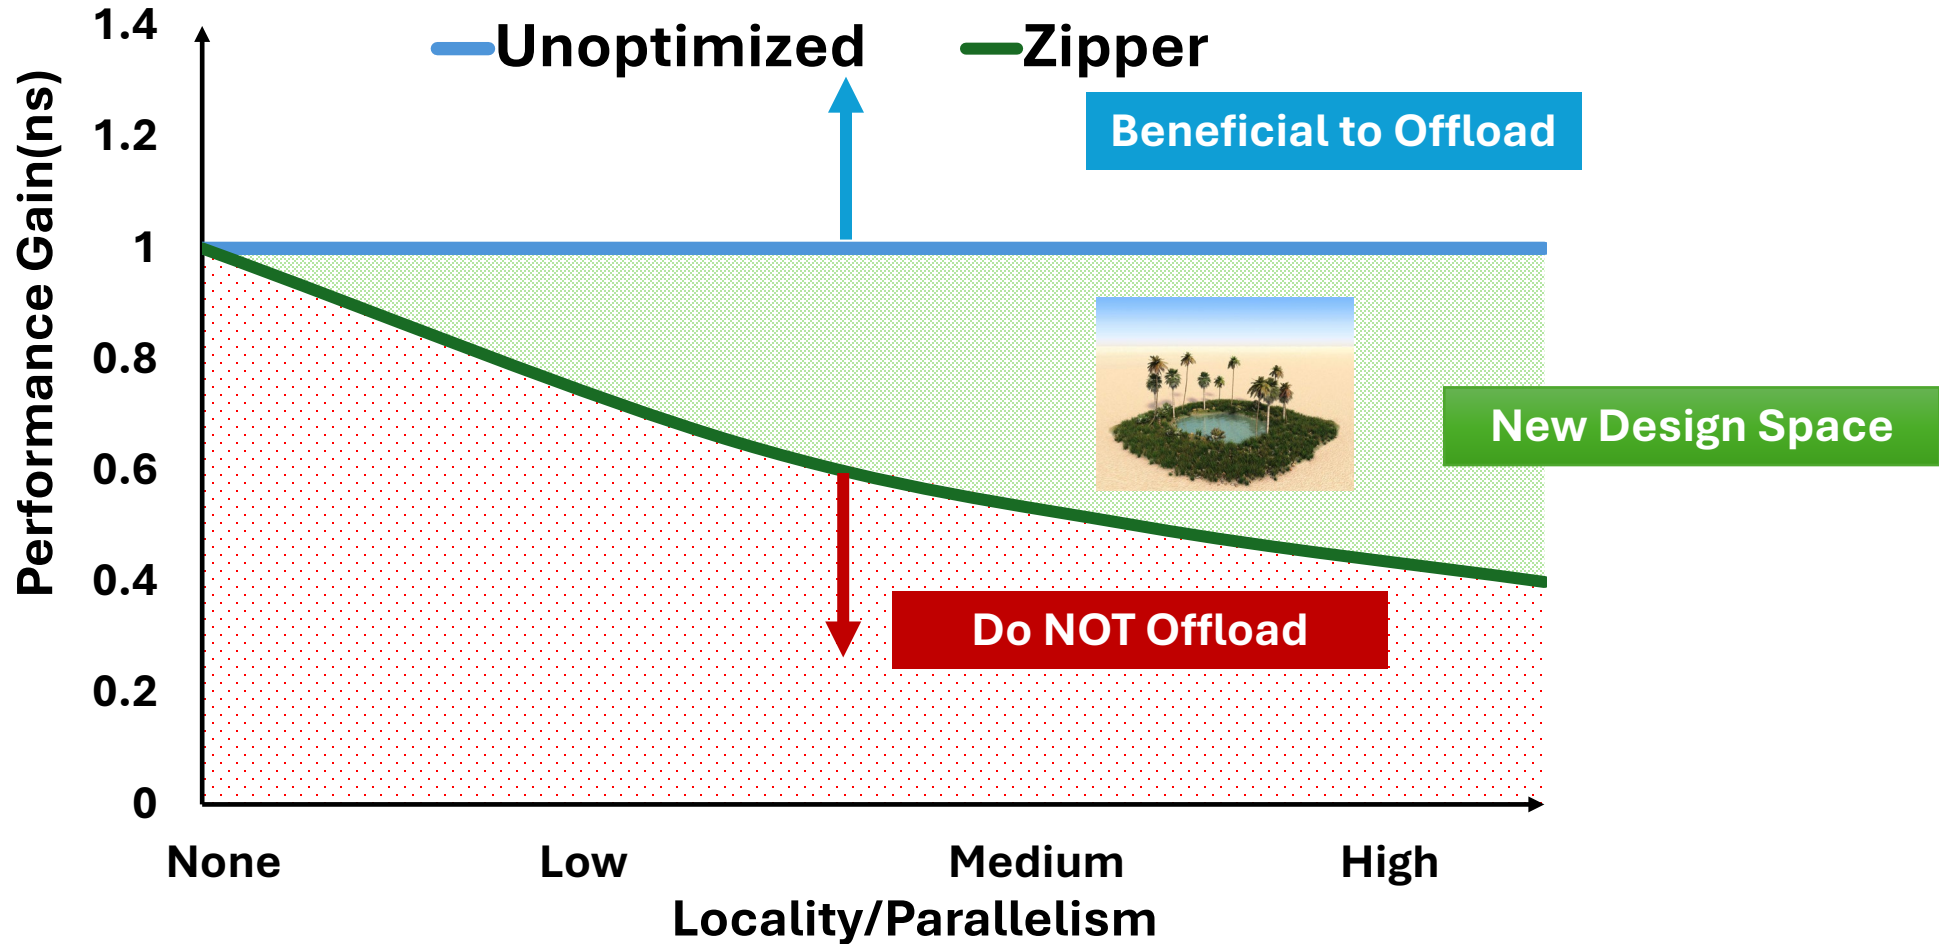 1.4
Unoptimized
Zipper
Beneficial to Offload
1.2
1
0.8
0.6
0.4
0.2
0
Performance Gain(ns)
New Design Space
Do NOT Offload
None
Low
Medium
High
Locality/Parallelism